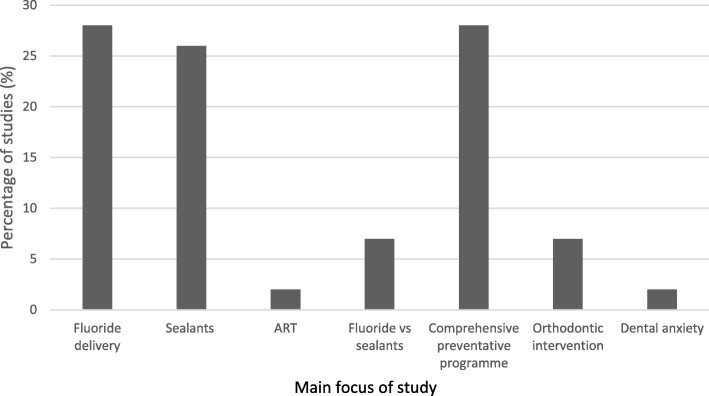 30
25
20
15
10
5
0
Percentage of studies (%)
Fluoride
delivery
Sealants
ART
Fluoride vs
sealants
Comprehensive
preventative
programme
Orthodontic
intervention
Dental anxiety
Main focus of study